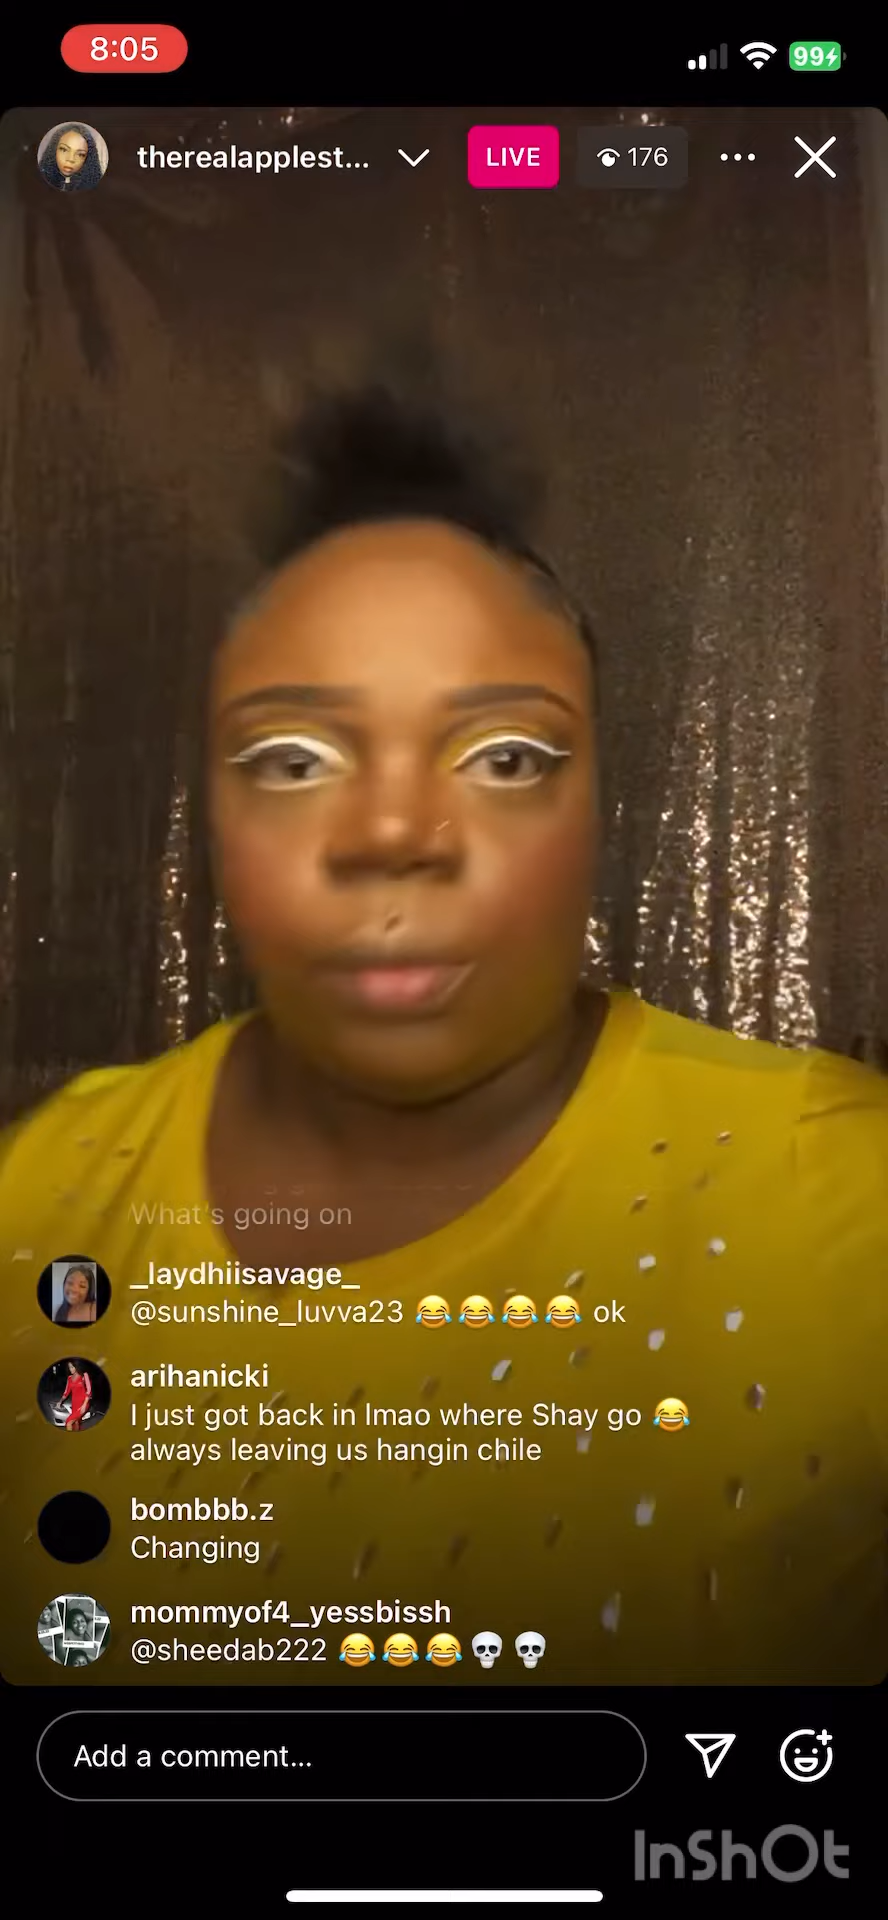 8:05
99
therealapplest...
LIVE
176
What's going on
_laydhiisavage_
@sunshine_luvva23 😂😂😂😂 ok
arihanicki
I just got back in lmao where Shay go 😂
always leaving us hangin chile
bombbb.z
Changing
mommyof4_yessbissh
@sheedab222 😂😂😂💀💀
Add a comment...
InShOt